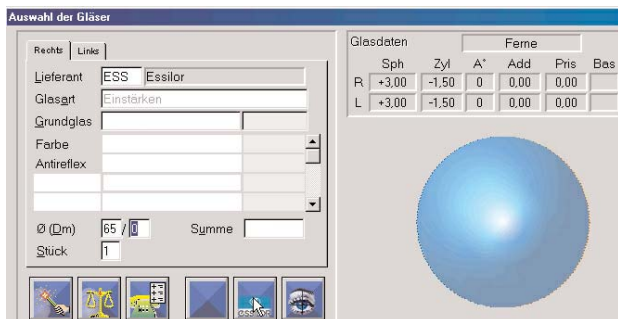 Auswahl der Gläser
Rechts Links
Lieferant ESS Essilor
Glasart Einstärken
Grundglas
Farbe
Antireflex
Ø (Dm) 65 / 0 Summe
Stück 1
Glasdaten Ferne
Sph Zyl A° Add Pris Bas
R +3,00 -1,50 0 0,00 0,00
L +3,00 -1,50 0 0,00 0,00